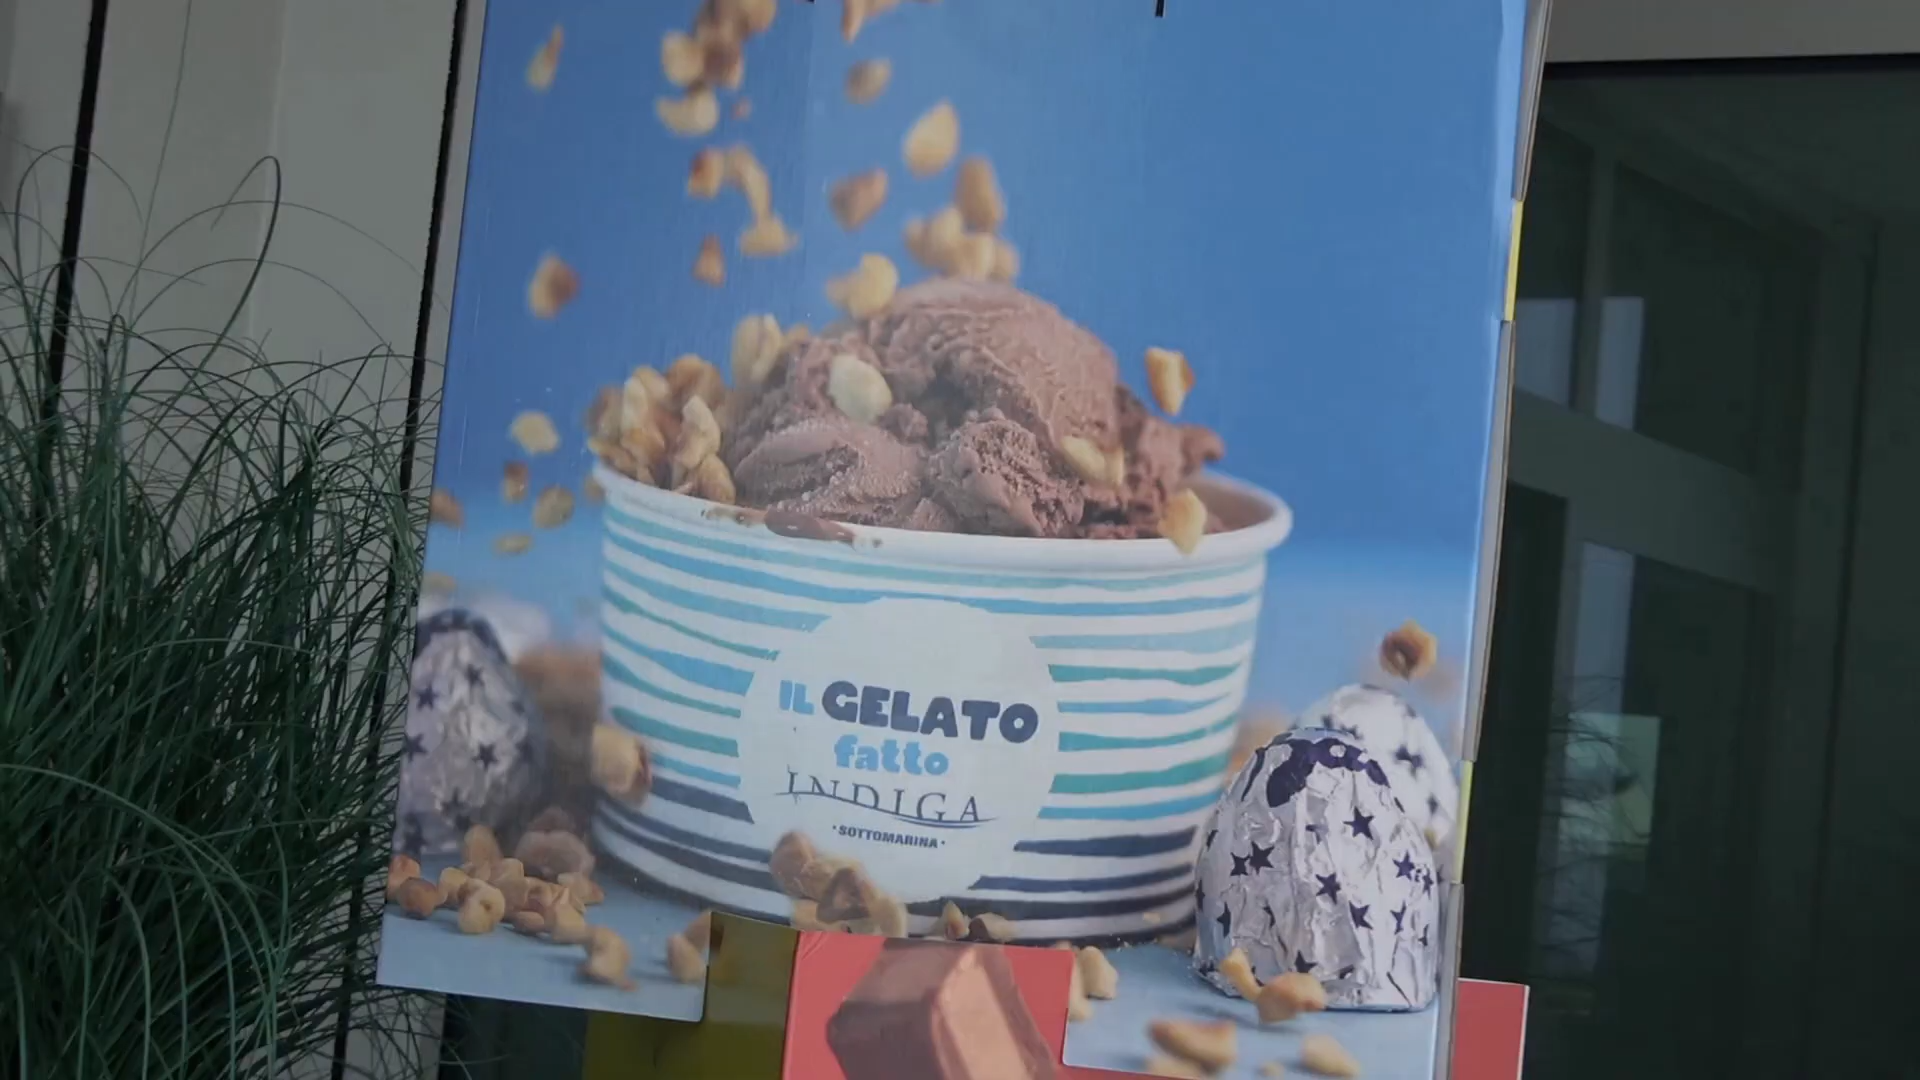 IL GELATO
fatto
INDIGA
• SOTTOMARINA •